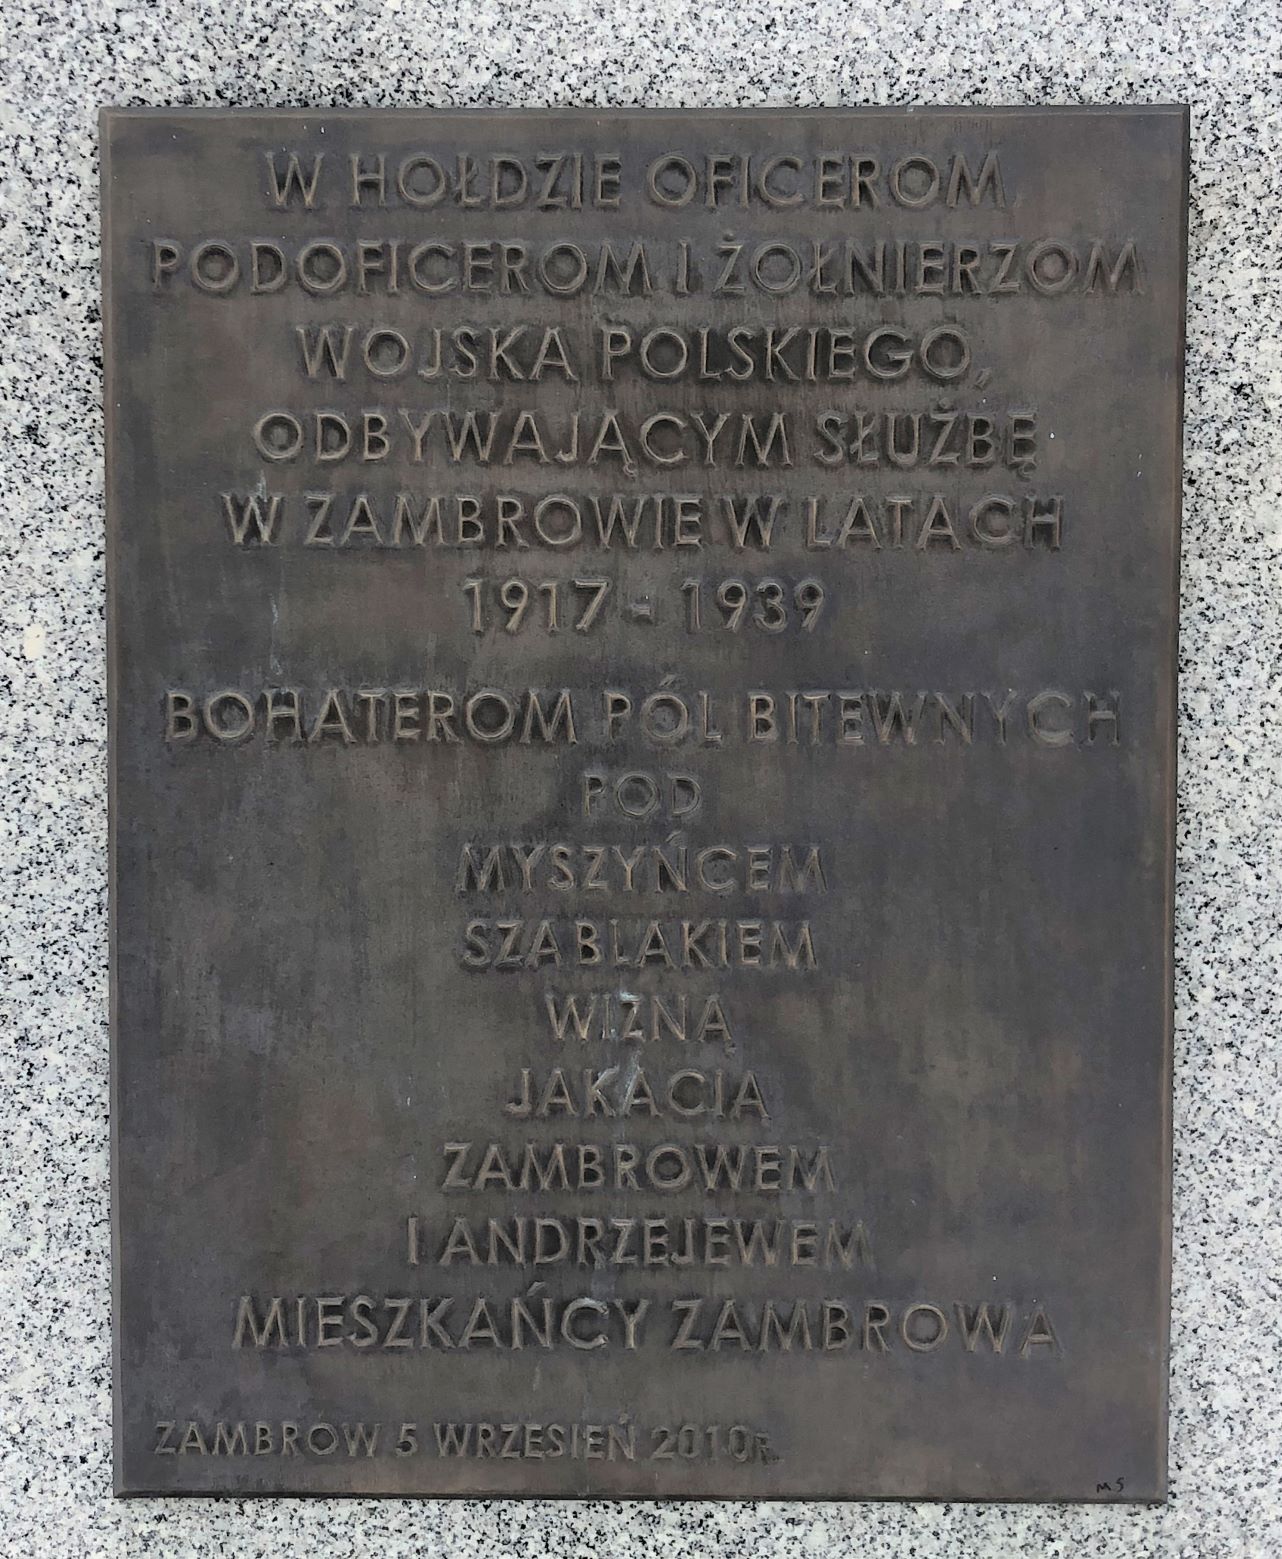 W HOŁDZIE OFICEROM
PODOFICEROM I ŻOŁNIERZOM
WOJSKA POLSKIEGO,
ODBYWAJĄCYM SŁUŻBĘ
W ZAMBROWIE W LATACH
1917 - 1939
BOHATEROM PÓL BITEWNYCH
POD
MYSZYŃCEM
SZABLAKIEM
WIZNA
JAKACIĄ
ZAMBROWEM
I ANDRZEJEWEM
MIESZKAŃCY ZAMBROWA
ZAMBRÓW 5 WRZESIEŃ 2010R.
MS